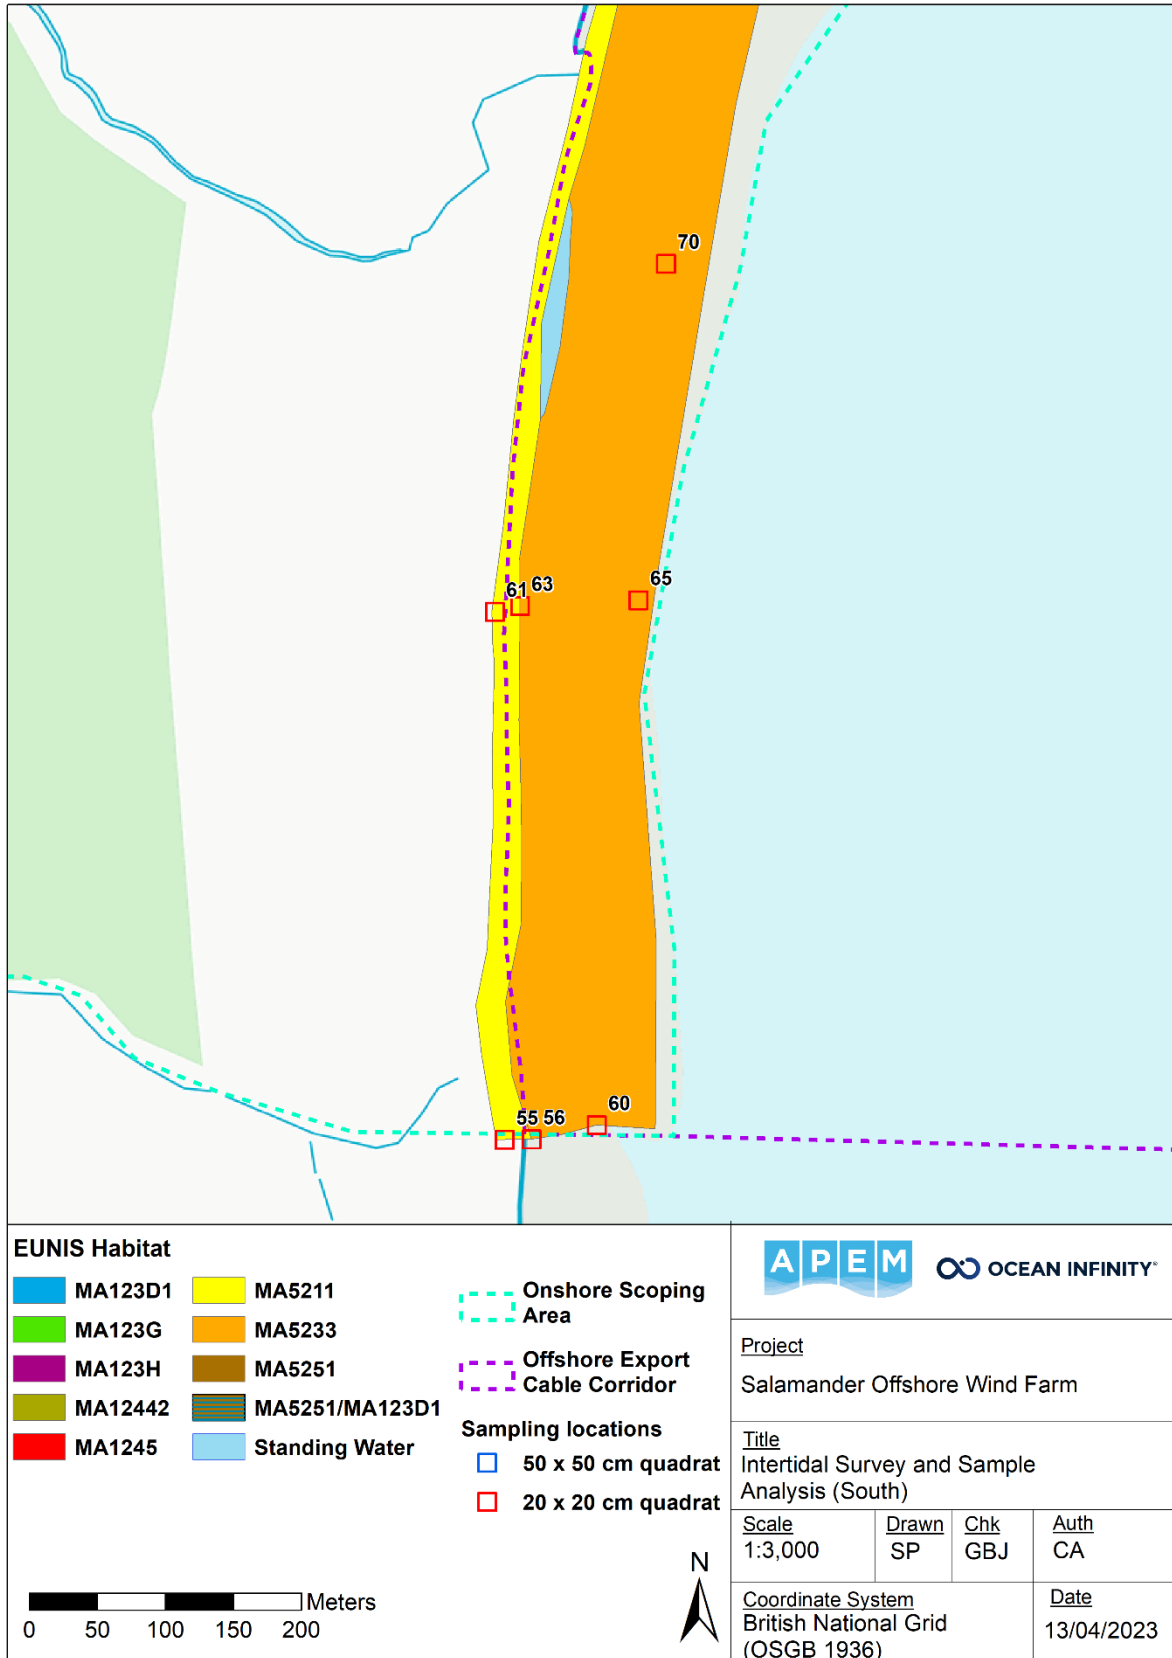 70
61
63
65
55
56
60
EUNIS Habitat
MA123D1
MA123G
MA123H
MA12442
MA1245
MA5211
MA5233
MA5251
MA5251/MA123D1
Standing Water
Onshore Scoping
Area
Offshore Export
Cable Corridor
Sampling locations
50 x 50 cm quadrat
20 x 20 cm quadrat
N
Meters
0 50 100 150 200
APEM
OCEAN INFINITY®
Project
Salamander Offshore Wind Farm
Title
Intertidal Survey and Sample
Analysis (South)
Scale
1:3,000
Drawn
SP
Chk
GBJ
Auth
CA
Coordinate System
British National Grid
(OSGB 1936)
Date
13/04/2023